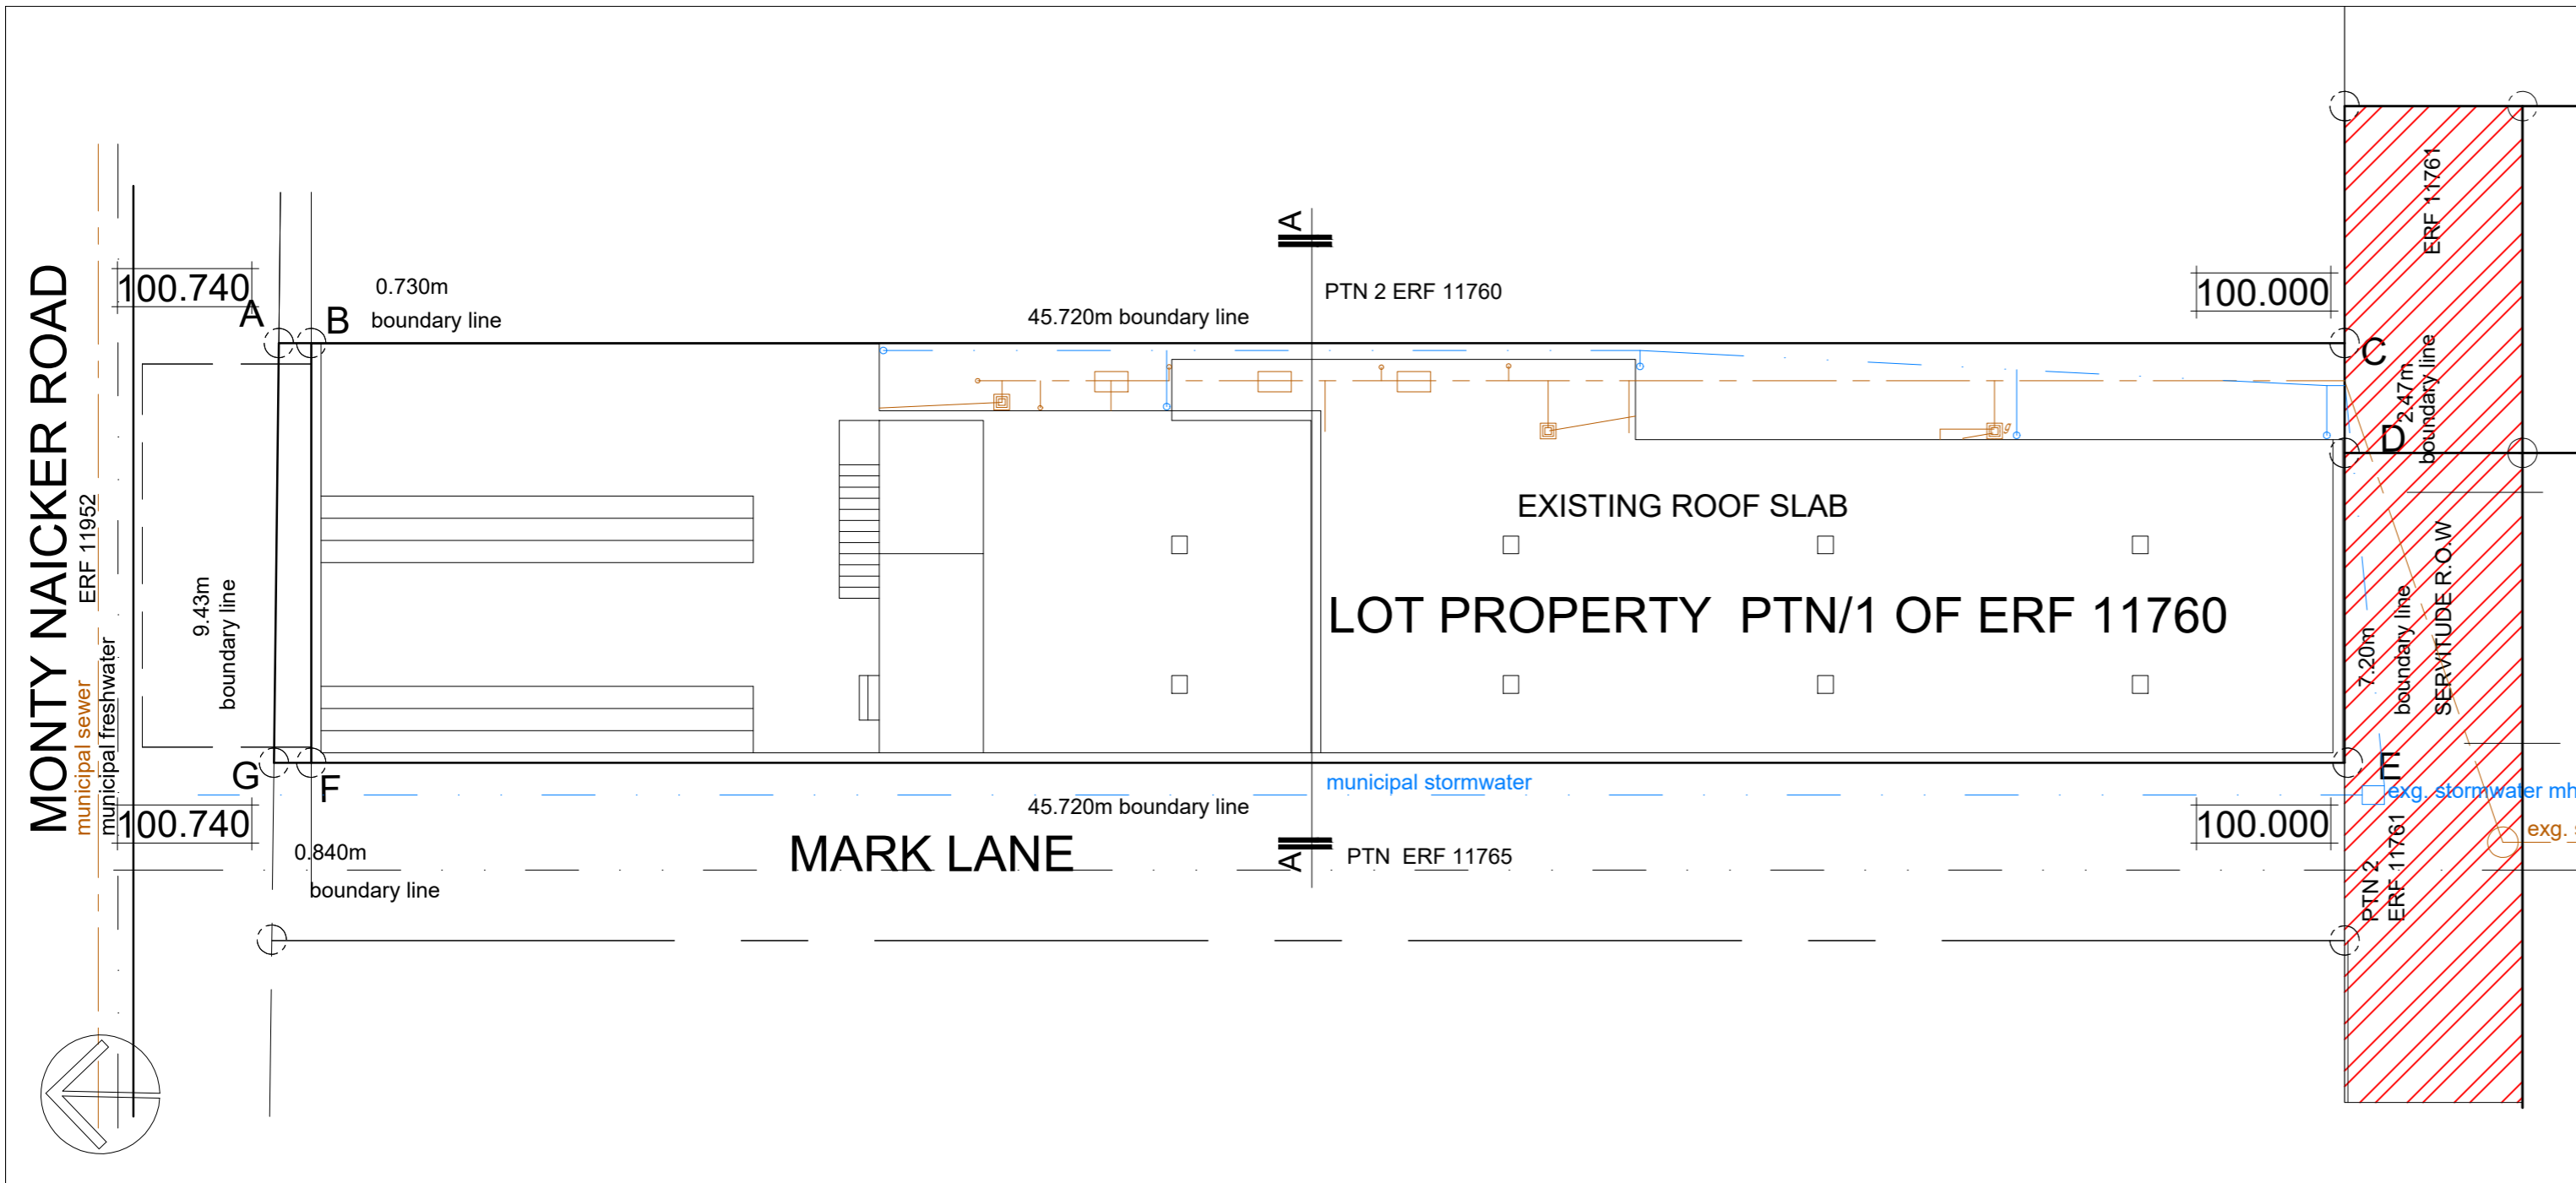 MONTY NAICKER ROAD
ERF 11952
municipal sewer
municipal freshwater
100.740
A
B
0.730m
boundary line
45.720m boundary line
A
PTN 2 ERF 11760
100.000
ERF 11761
C
2.47m
boundary line
D
9.43m
boundary line
EXISTING ROOF SLAB
LOT PROPERTY PTN/1 OF ERF 11760
7.20m
boundary line
SERVITUDE R.O.W
G
F
E
100.740
0.840m
boundary line
45.720m boundary line
MARK LANE
municipal stormwater
A
PTN ERF 11765
100.000
exg. stormwater mh
exg. s
PTN 2
ERF 11761